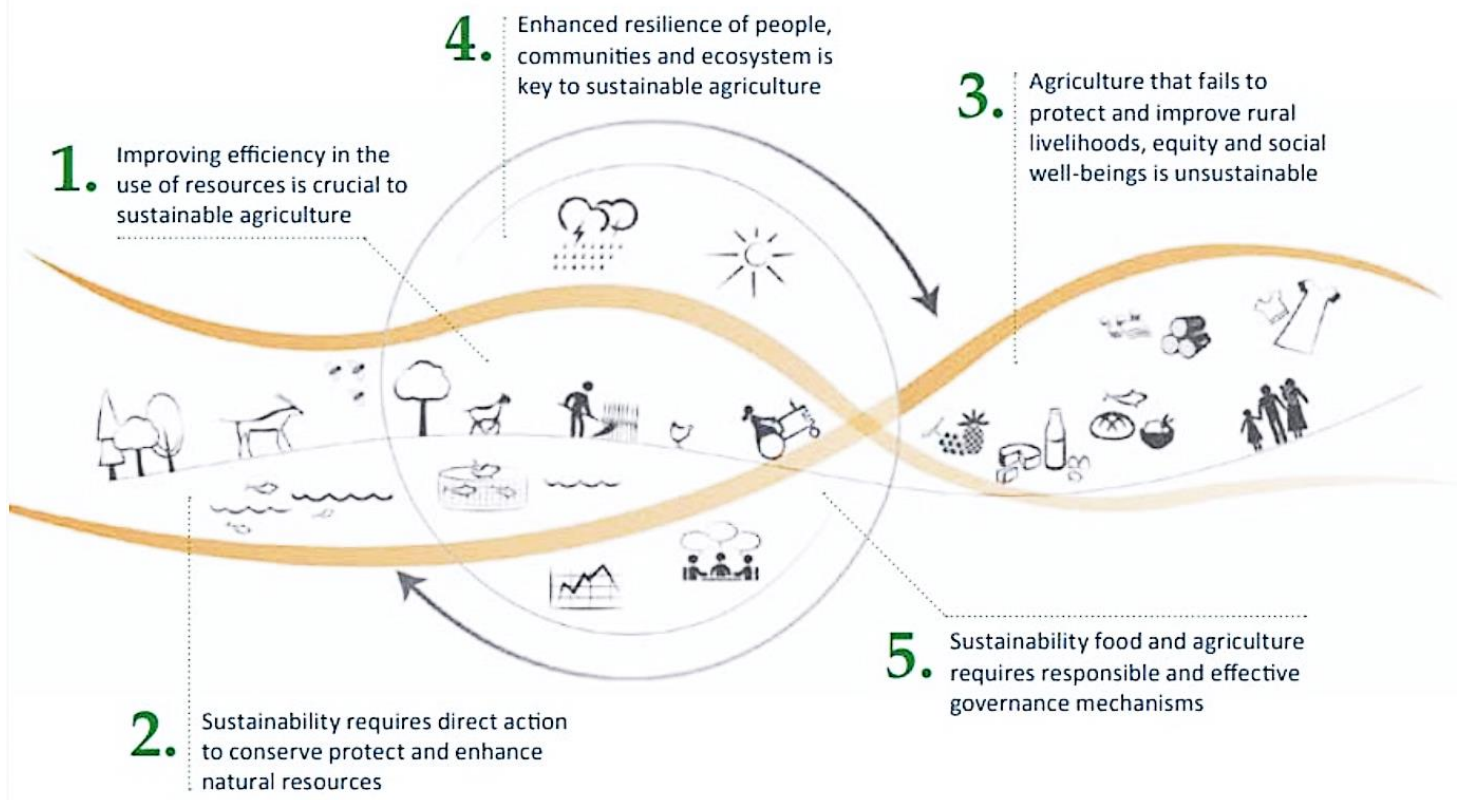 4.
Enhanced resilience of people,
communities and ecosystem is
key to sustainable agriculture
3.
Agriculture that fails to
protect and improve rural
livelihoods, equity and social
well-beings is unsustainable
1.
Improving efficiency in the
use of resources is crucial to
sustainable agriculture
5.
Sustainability food and agriculture
requires responsible and effective
governance mechanisms
2.
Sustainability requires direct action
to conserve protect and enhance
natural resources